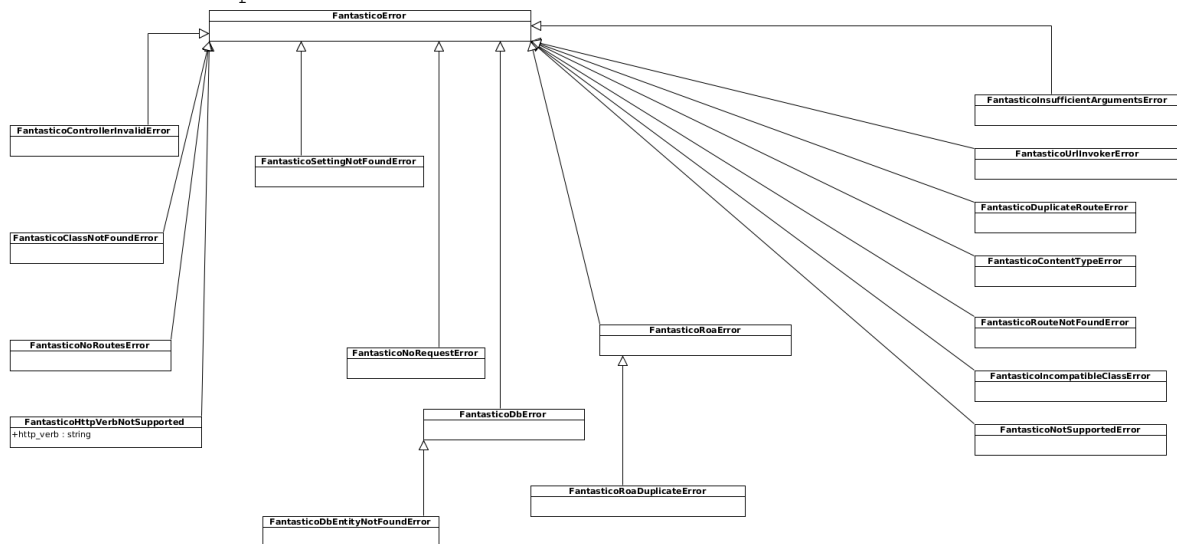 FantasticoError
FantasticoInsufficientArgumentsError
FantasticoControllerInvalidError
FantasticoUrlInvokerError
FantasticoSettingNotFoundError
FantasticoDuplicateRouteError
FantasticoClassNotFoundError
FantasticoContentTypeError
FantasticoRouteNotFoundError
FantasticoRoaError
FantasticoNoRoutesError
FantasticoNoRequestError
FantasticoIncompatibleClassError
FantasticoDbError
FantasticoHttpVerbNotSupported
+http_verb : string
FantasticoNotSupportedError
FantasticoRoaDuplicateError
FantasticoDbEntityNotFoundError